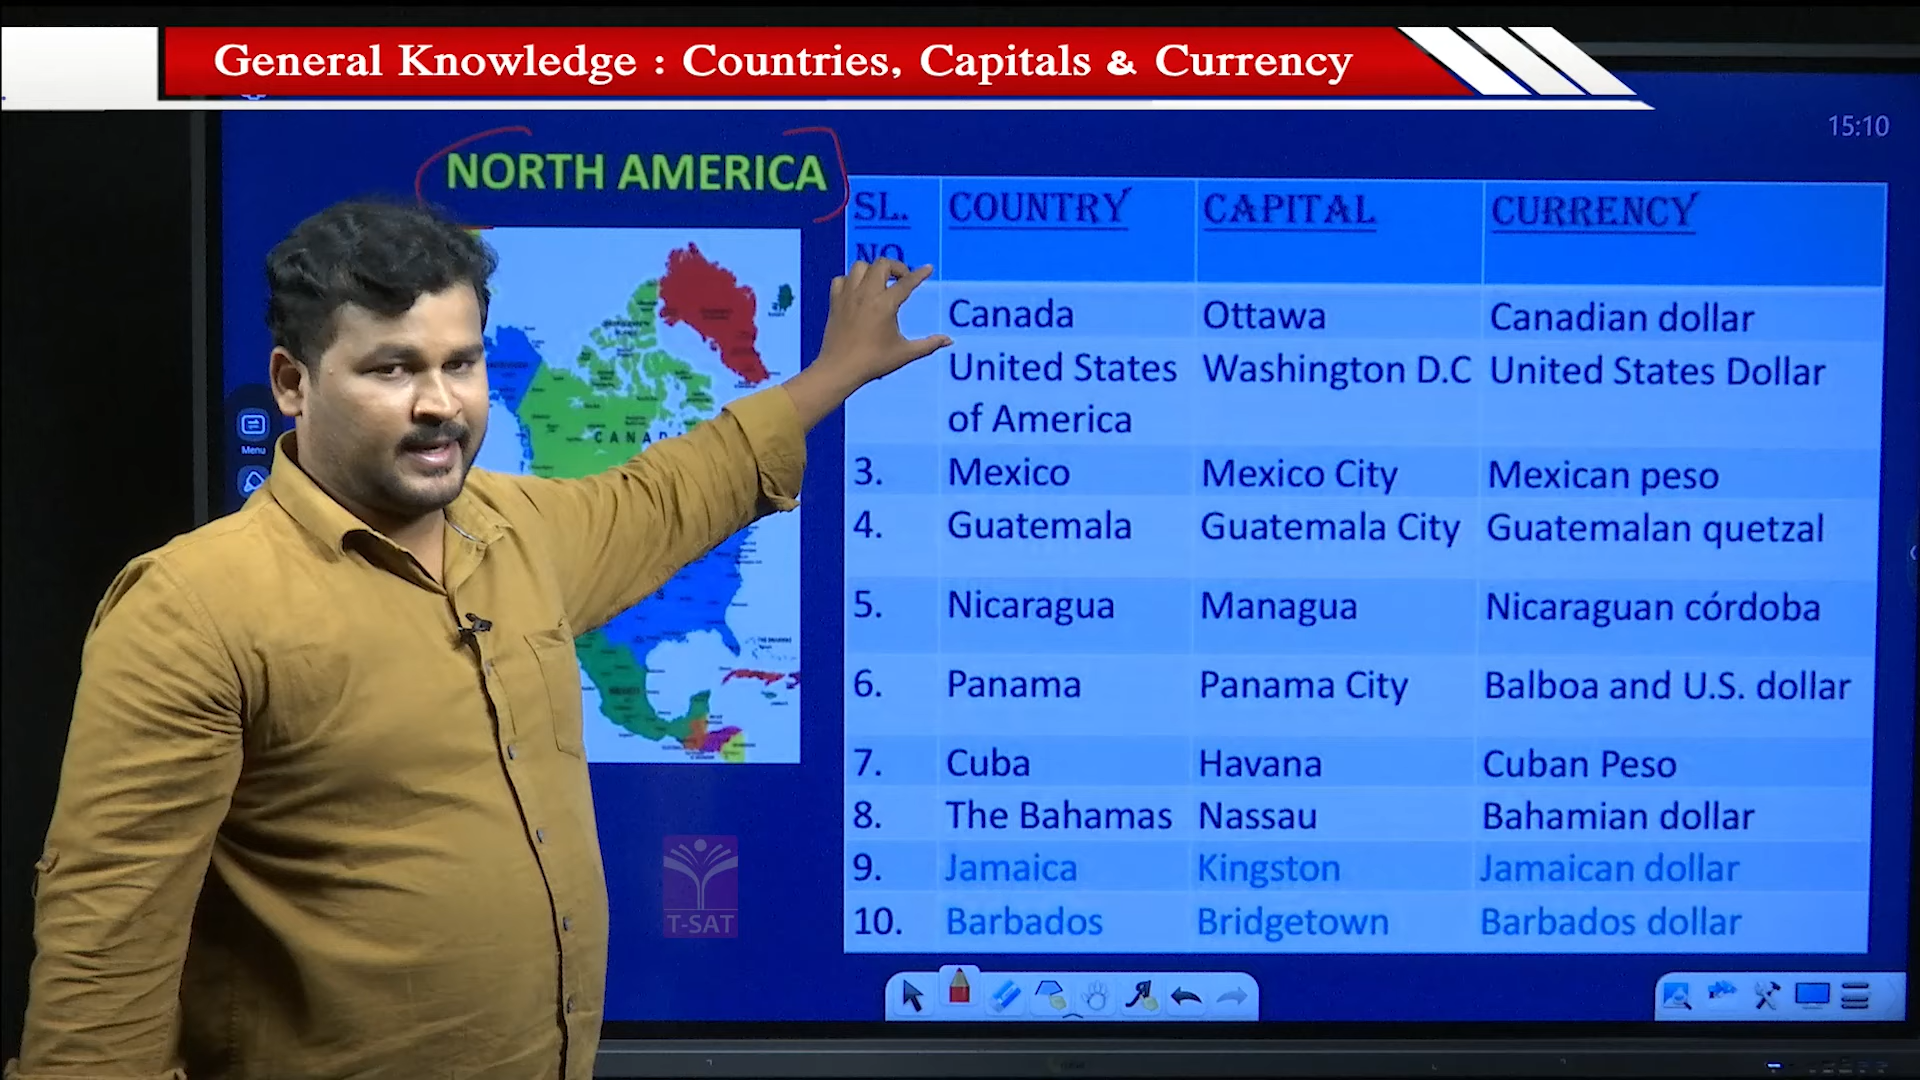 General Knowledge : Countries, Capitals & Currency
15:10
NORTH AMERICA
SL. NO. COUNTRY CAPITAL CURRENCY
Canada Ottawa Canadian dollar
United States of America Washington D.C United States Dollar
3. Mexico Mexico City Mexican peso
4. Guatemala Guatemala City Guatemalan quetzal
5. Nicaragua Managua Nicaraguan córdoba
6. Panama Panama City Balboa and U.S. dollar
7. Cuba Havana Cuban Peso
8. The Bahamas Nassau Bahamian dollar
9. Jamaica Kingston Jamaican dollar
10. Barbados Bridgetown Barbados dollar
CANADA
Menu
T-SAT